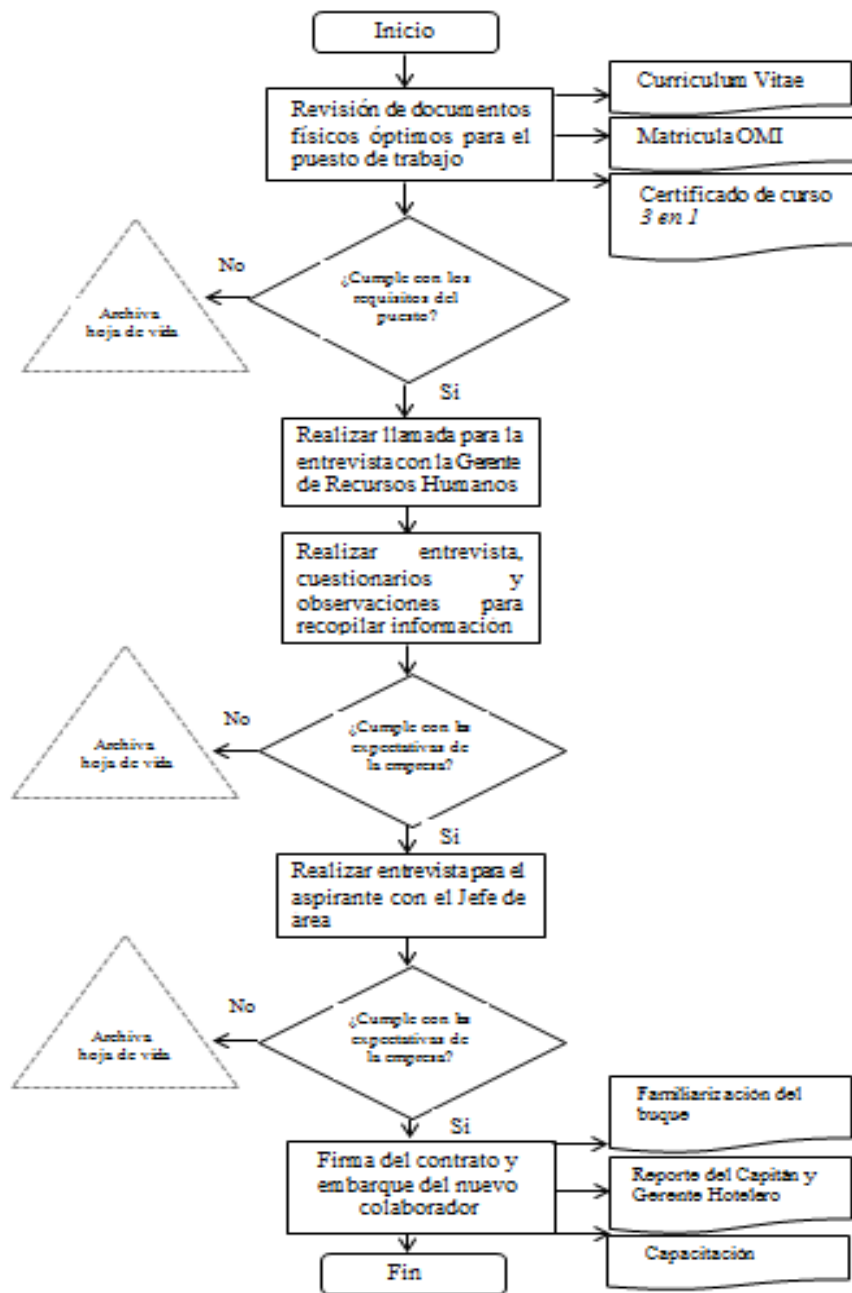 Inicio
Curriculum Vitae
Revisión de documentos
físicos óptimos para el
puesto de trabajo
Matricula OMI
Certificado de curso
3 en 1
No
¿Cumple con los
requisitos del
puesto?
Archiva
hoja de vida
Si
Realizar llamada para la
entrevista con la Gerente
de Recursos Humanos
Realizar entrevista,
cuestionarios y
observaciones para
recopilar información
No
¿Cumple con las
expectativas de
la empresa?
Archiva
hoja de vida
Si
Realizar entrevista para el
aspirante con el Jefe de
area
No
¿Cumple con las
expectativas de
la empresa?
Archiva
hoja de vida
Si
Familiarización del
buque
Firma del contrato y
embarque del nuevo
colaborador
Reporte del Capitán y
Gerente Hotelero
Capacitación
Fin